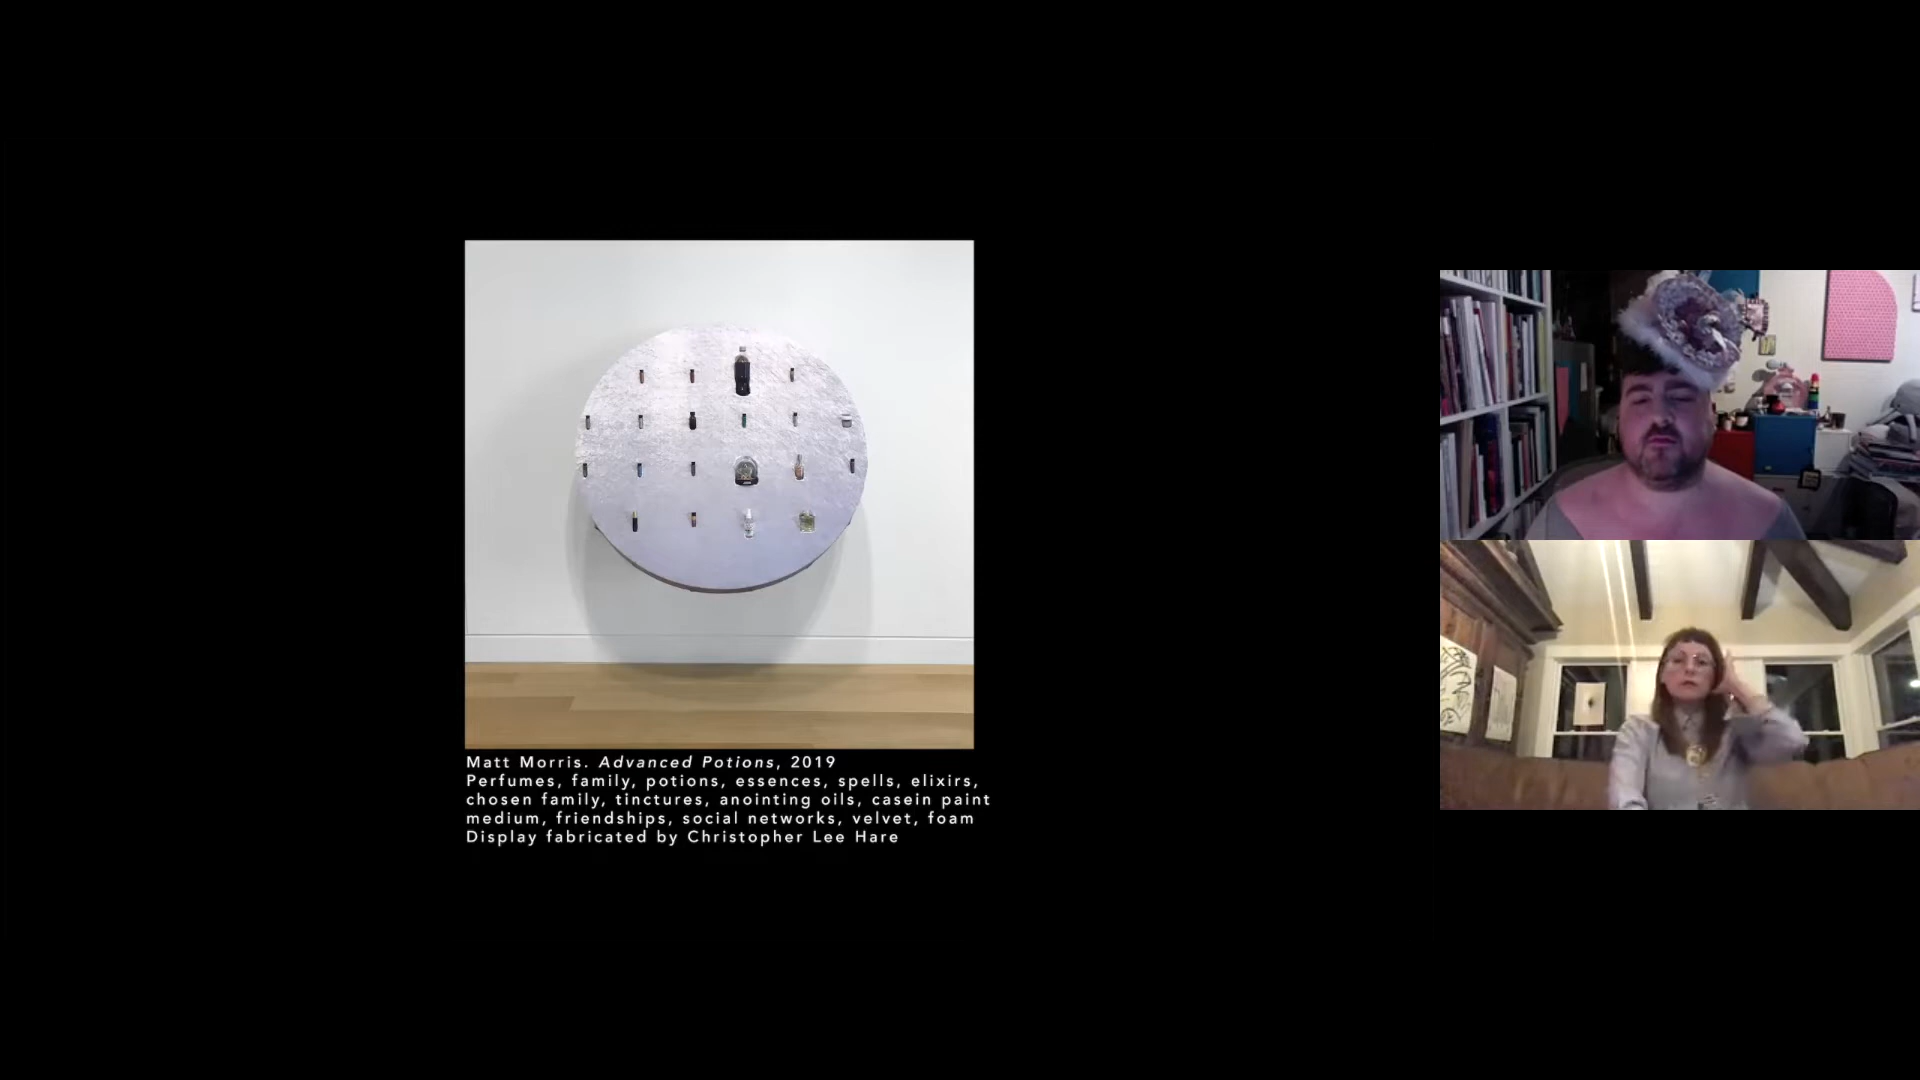 Matt Morris. Advanced Potions, 2019
Perfumes, family, potions, essences, spells, elixirs,
chosen family, tinctures, anointing oils, casein paint
medium, friendships, social networks, velvet, foam
Display fabricated by Christopher Lee Hare